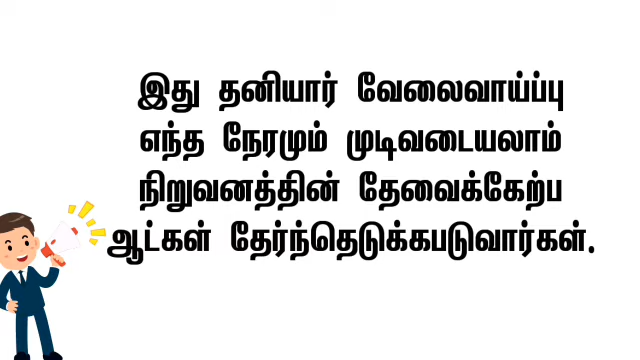 இது தனியார் வேலைவாய்ப்பு
எந்த நேரமும் முடிவடையலாம்
நிறுவனத்தின் தேவைக்கேற்ப
ஆட்கள் தேர்ந்தெடுக்கபடுவார்கள்.